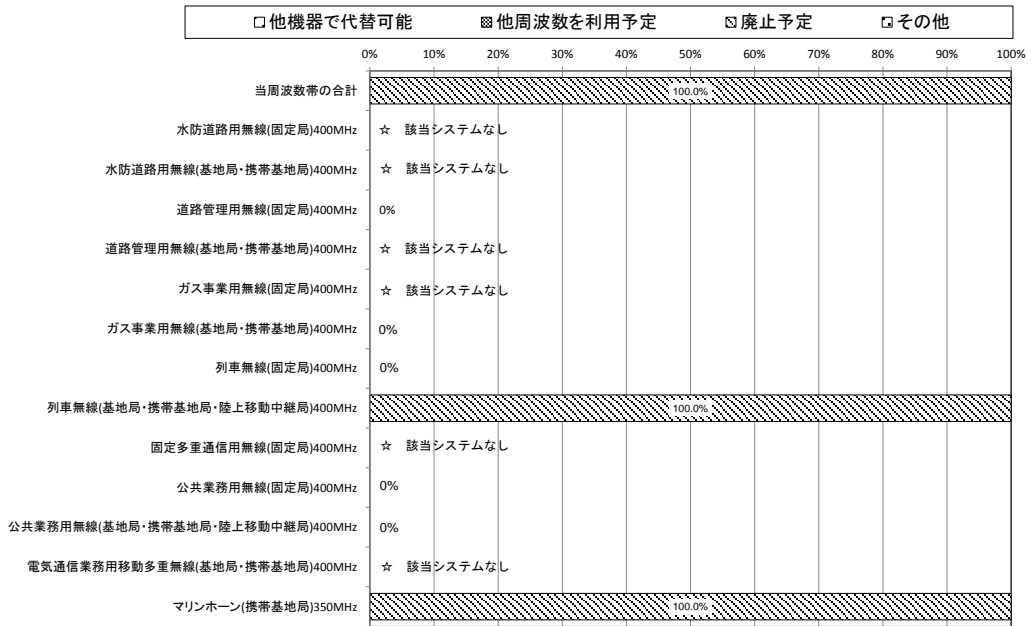 他機器で代替可能 他周波数を利用予定 廃止予定 その他
0% 10% 20% 30% 40% 50% 60% 70% 80% 90% 100%
当周波数帯の合計 100.0%
水防道路用無線(固定局)400MHz ☆ 該当システムなし
水防道路用無線(基地局・携帯基地局)400MHz ☆ 該当システムなし
道路管理用無線(固定局)400MHz 0%
道路管理用無線(基地局・携帯基地局)400MHz ☆ 該当システムなし
ガス事業用無線(固定局)400MHz ☆ 該当システムなし
ガス事業用無線(基地局・携帯基地局)400MHz 0%
列車無線(固定局)400MHz 0%
列車無線(基地局・携帯基地局・陸上移動中継局)400MHz 100.0%
固定多重通信用無線(固定局)400MHz ☆ 該当システムなし
公共業務用無線(固定局)400MHz 0%
公共業務用無線(基地局・携帯基地局・陸上移動中継局)400MHz 0%
電気通信業務用移動多重無線(基地局・携帯基地局)400MHz ☆ 該当システムなし
マリンホーン(携帯基地局)350MHz 100.0%